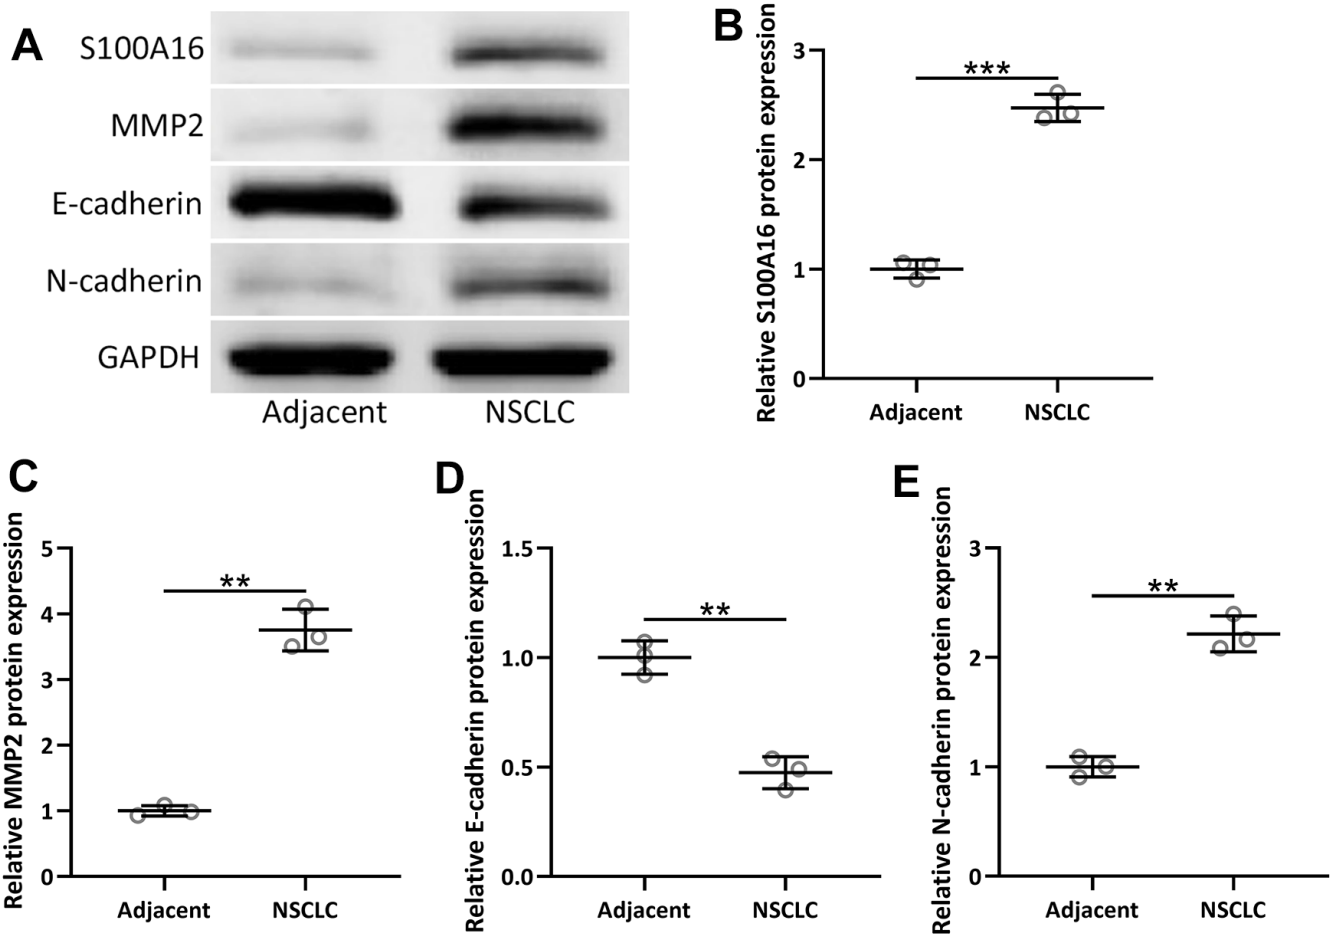 A
S100A16
MMP2
E-cadherin
N-cadherin
GAPDH
Adjacent NSCLC
B
Relative S100A16 protein expression
3
2
1
0
***
Adjacent NSCLC
C
Relative MMP2 protein expression
5
4
3
2
1
0
**
Adjacent NSCLC
D
Relative E-cadherin protein expression
1.5
1.0
0.5
0.0
**
Adjacent NSCLC
E
Relative N-cadherin protein expression
3
2
1
0
**
Adjacent NSCLC